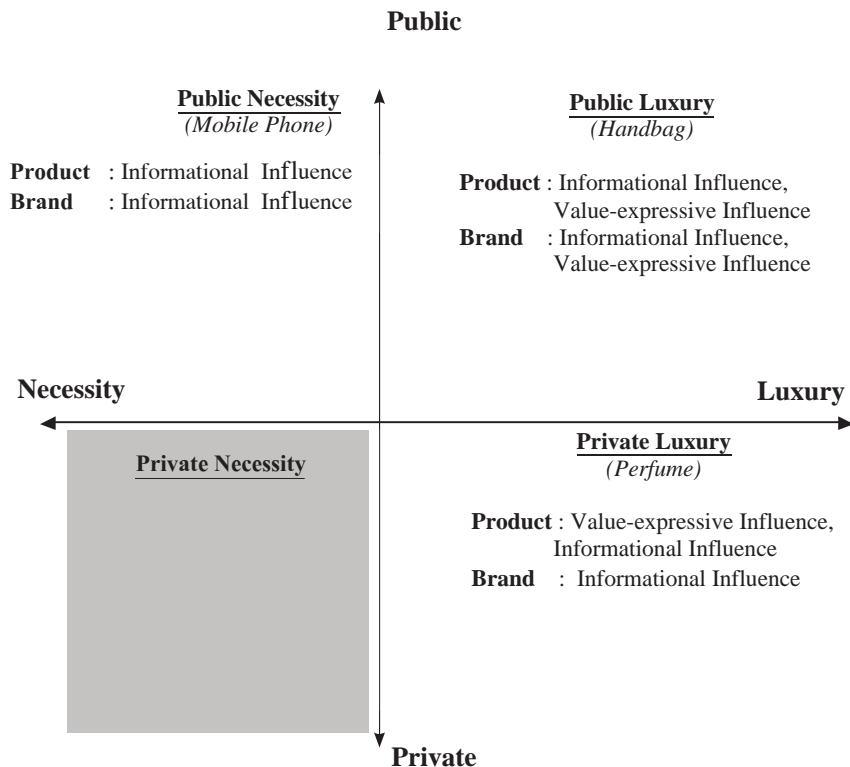 Public
Public Necessity
(Mobile Phone)
Product : Informational Influence
Brand : Informational Influence
Public Luxury
(Handbag)
Product : Informational Influence,
Value-expressive Influence
Brand : Informational Influence,
Value-expressive Influence
Necessity
Luxury
Private Necessity
Private Luxury
(Perfume)
Product : Value-expressive Influence,
Informational Influence
Brand : Informational Influence
Private